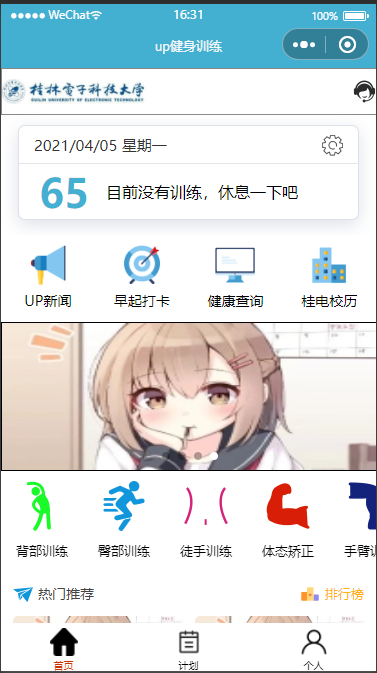 WeChat 16:31 100%
up健身训练
桂林电子科技大学
GUILIN UNIVERSITY OF ELECTRONIC TECHNOLOGY
2021/04/05 星期一
65 目前没有训练，休息一下吧
UP新闻 早起打卡 健康查询 桂电校历
背部训练 臀部训练 徒手训练 体态矫正 手臂训
热门推荐 排行榜
首页 计划 个人